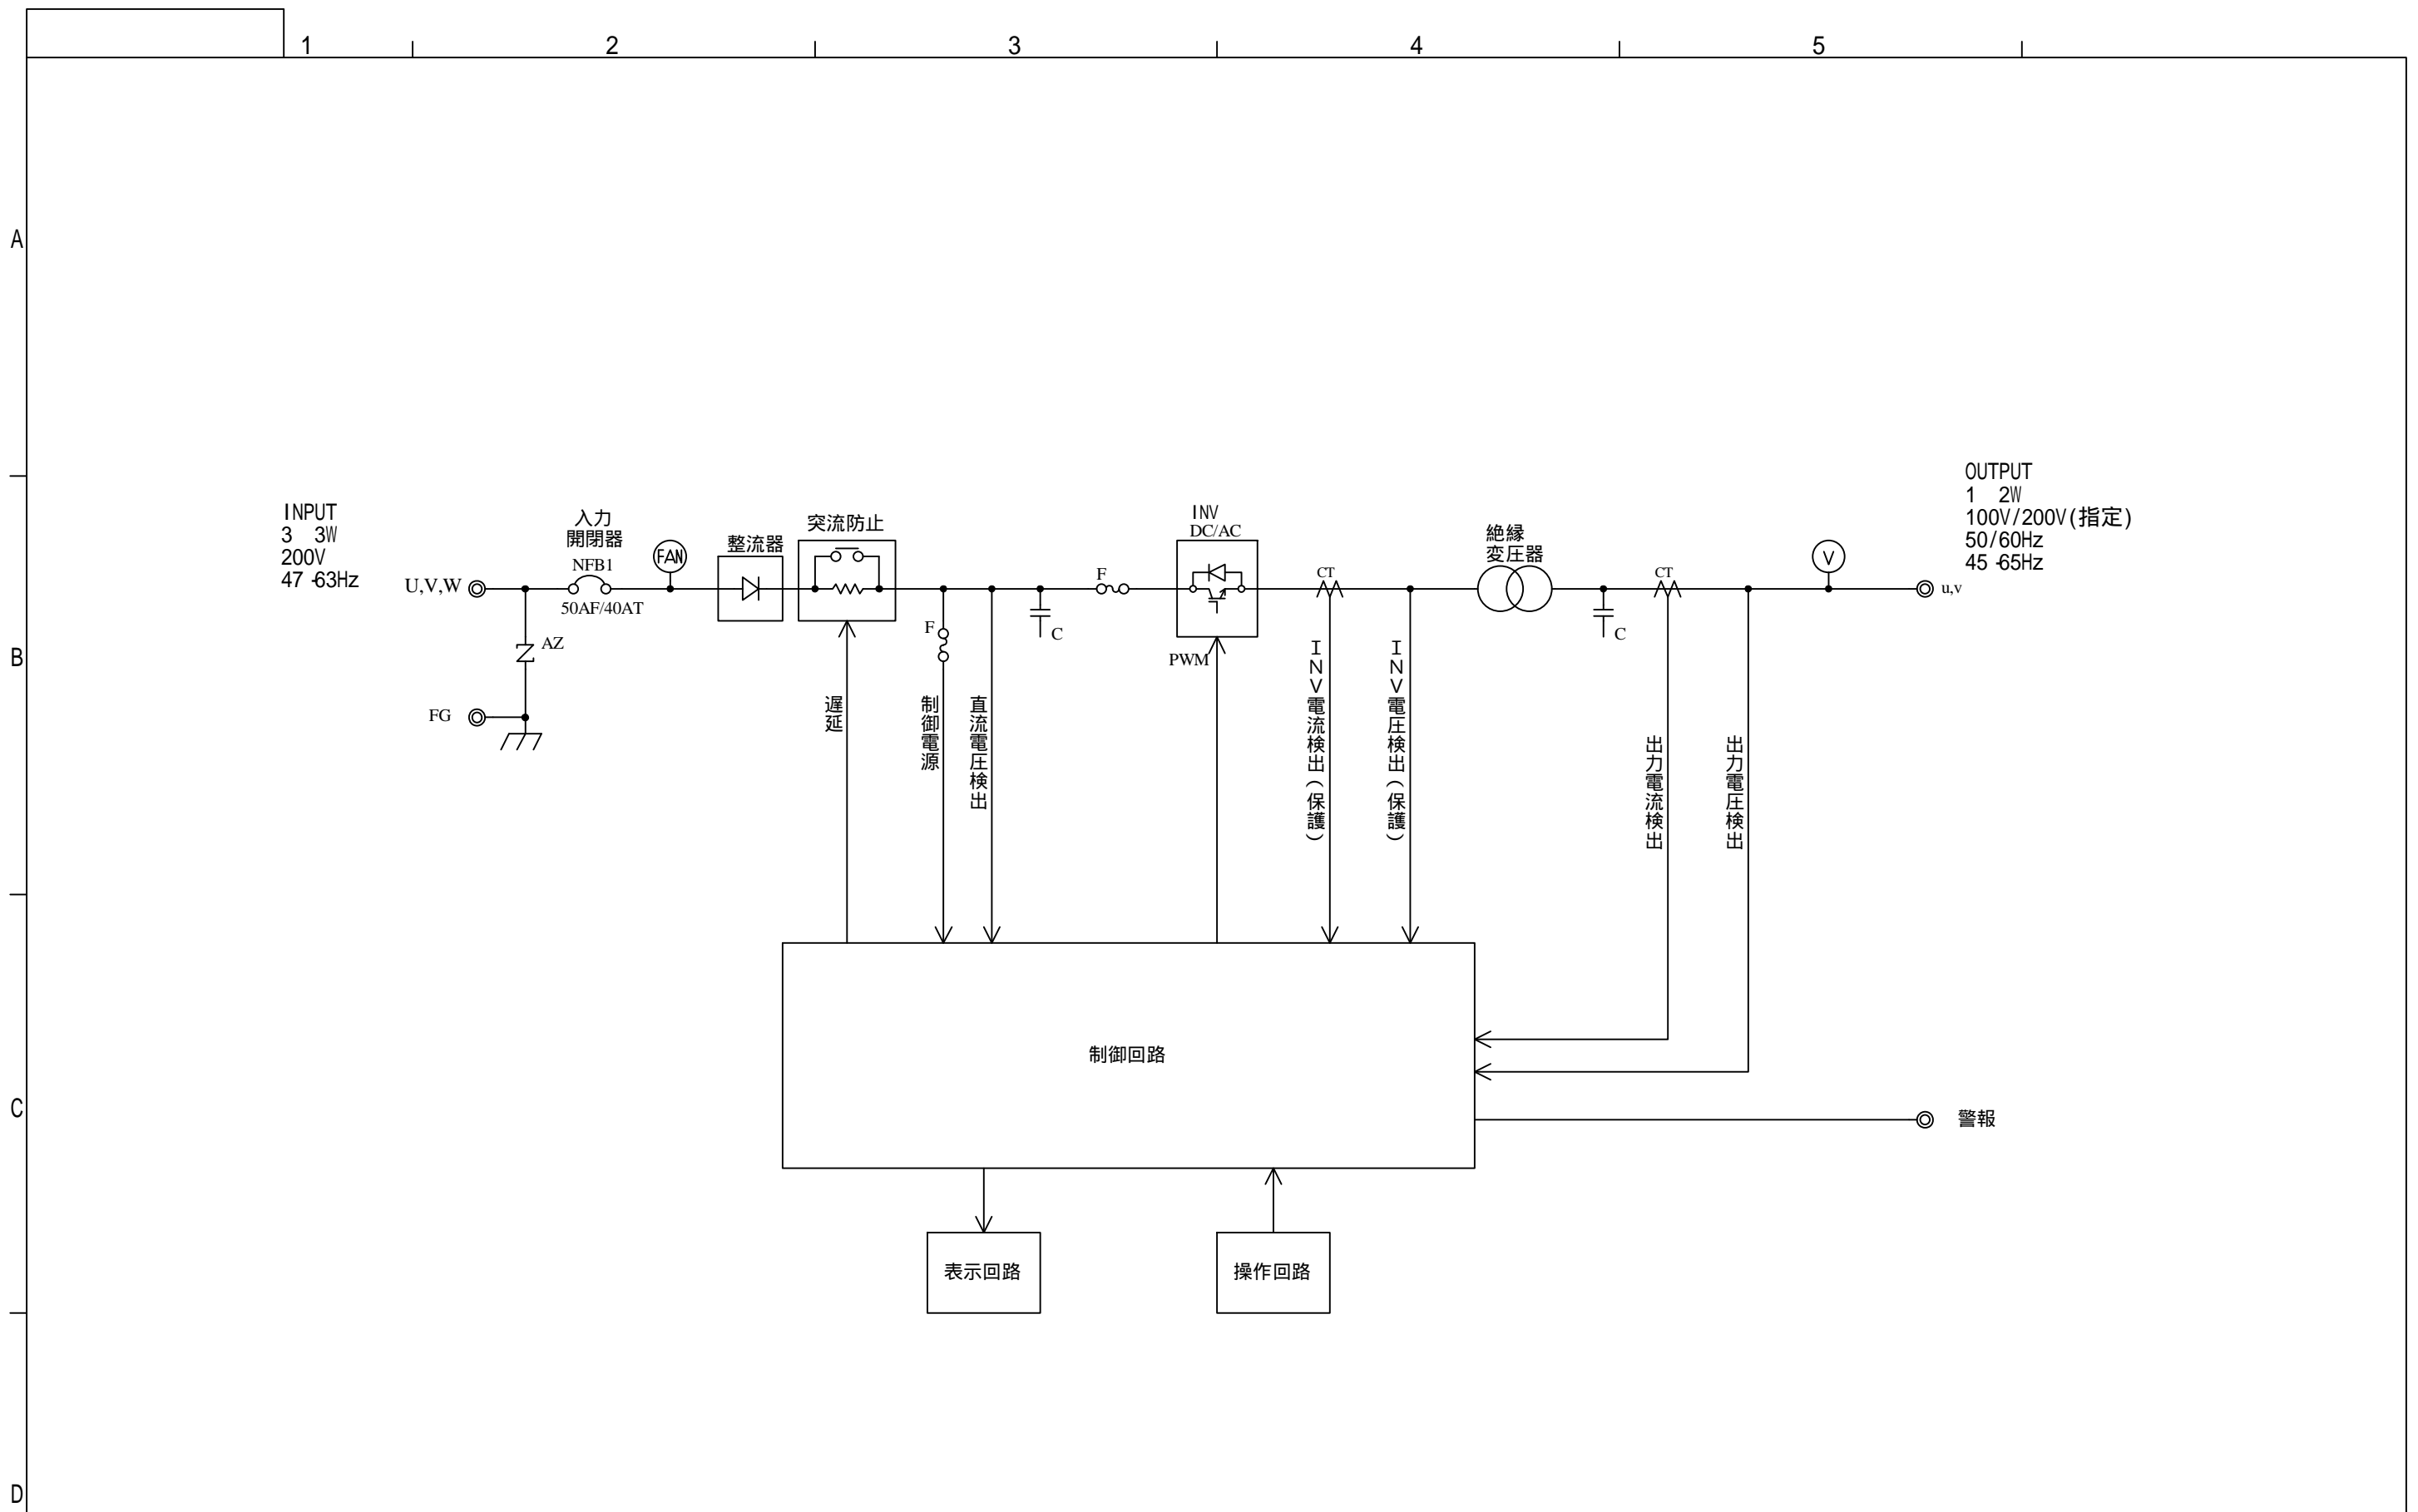 1
2
3
4
5
A
B
C
D
INPUT
3 3W
200V
47-63Hz
U,V,W
FG
AZ
入力
開閉器
NFB1
50AF/40AT
FAN
整流器
突流防止
F
C
F
INV
DC/AC
PWM
CT
絶縁
変圧器
C
CT
V
u,v
OUTPUT
1 2W
100V/200V(指定)
50/60Hz
45-65Hz
遅延
制御電源
直流電圧検出
INV電流検出(保護)
INV電圧検出(保護)
出力電流検出
出力電圧検出
制御回路
警報
表示回路
操作回路